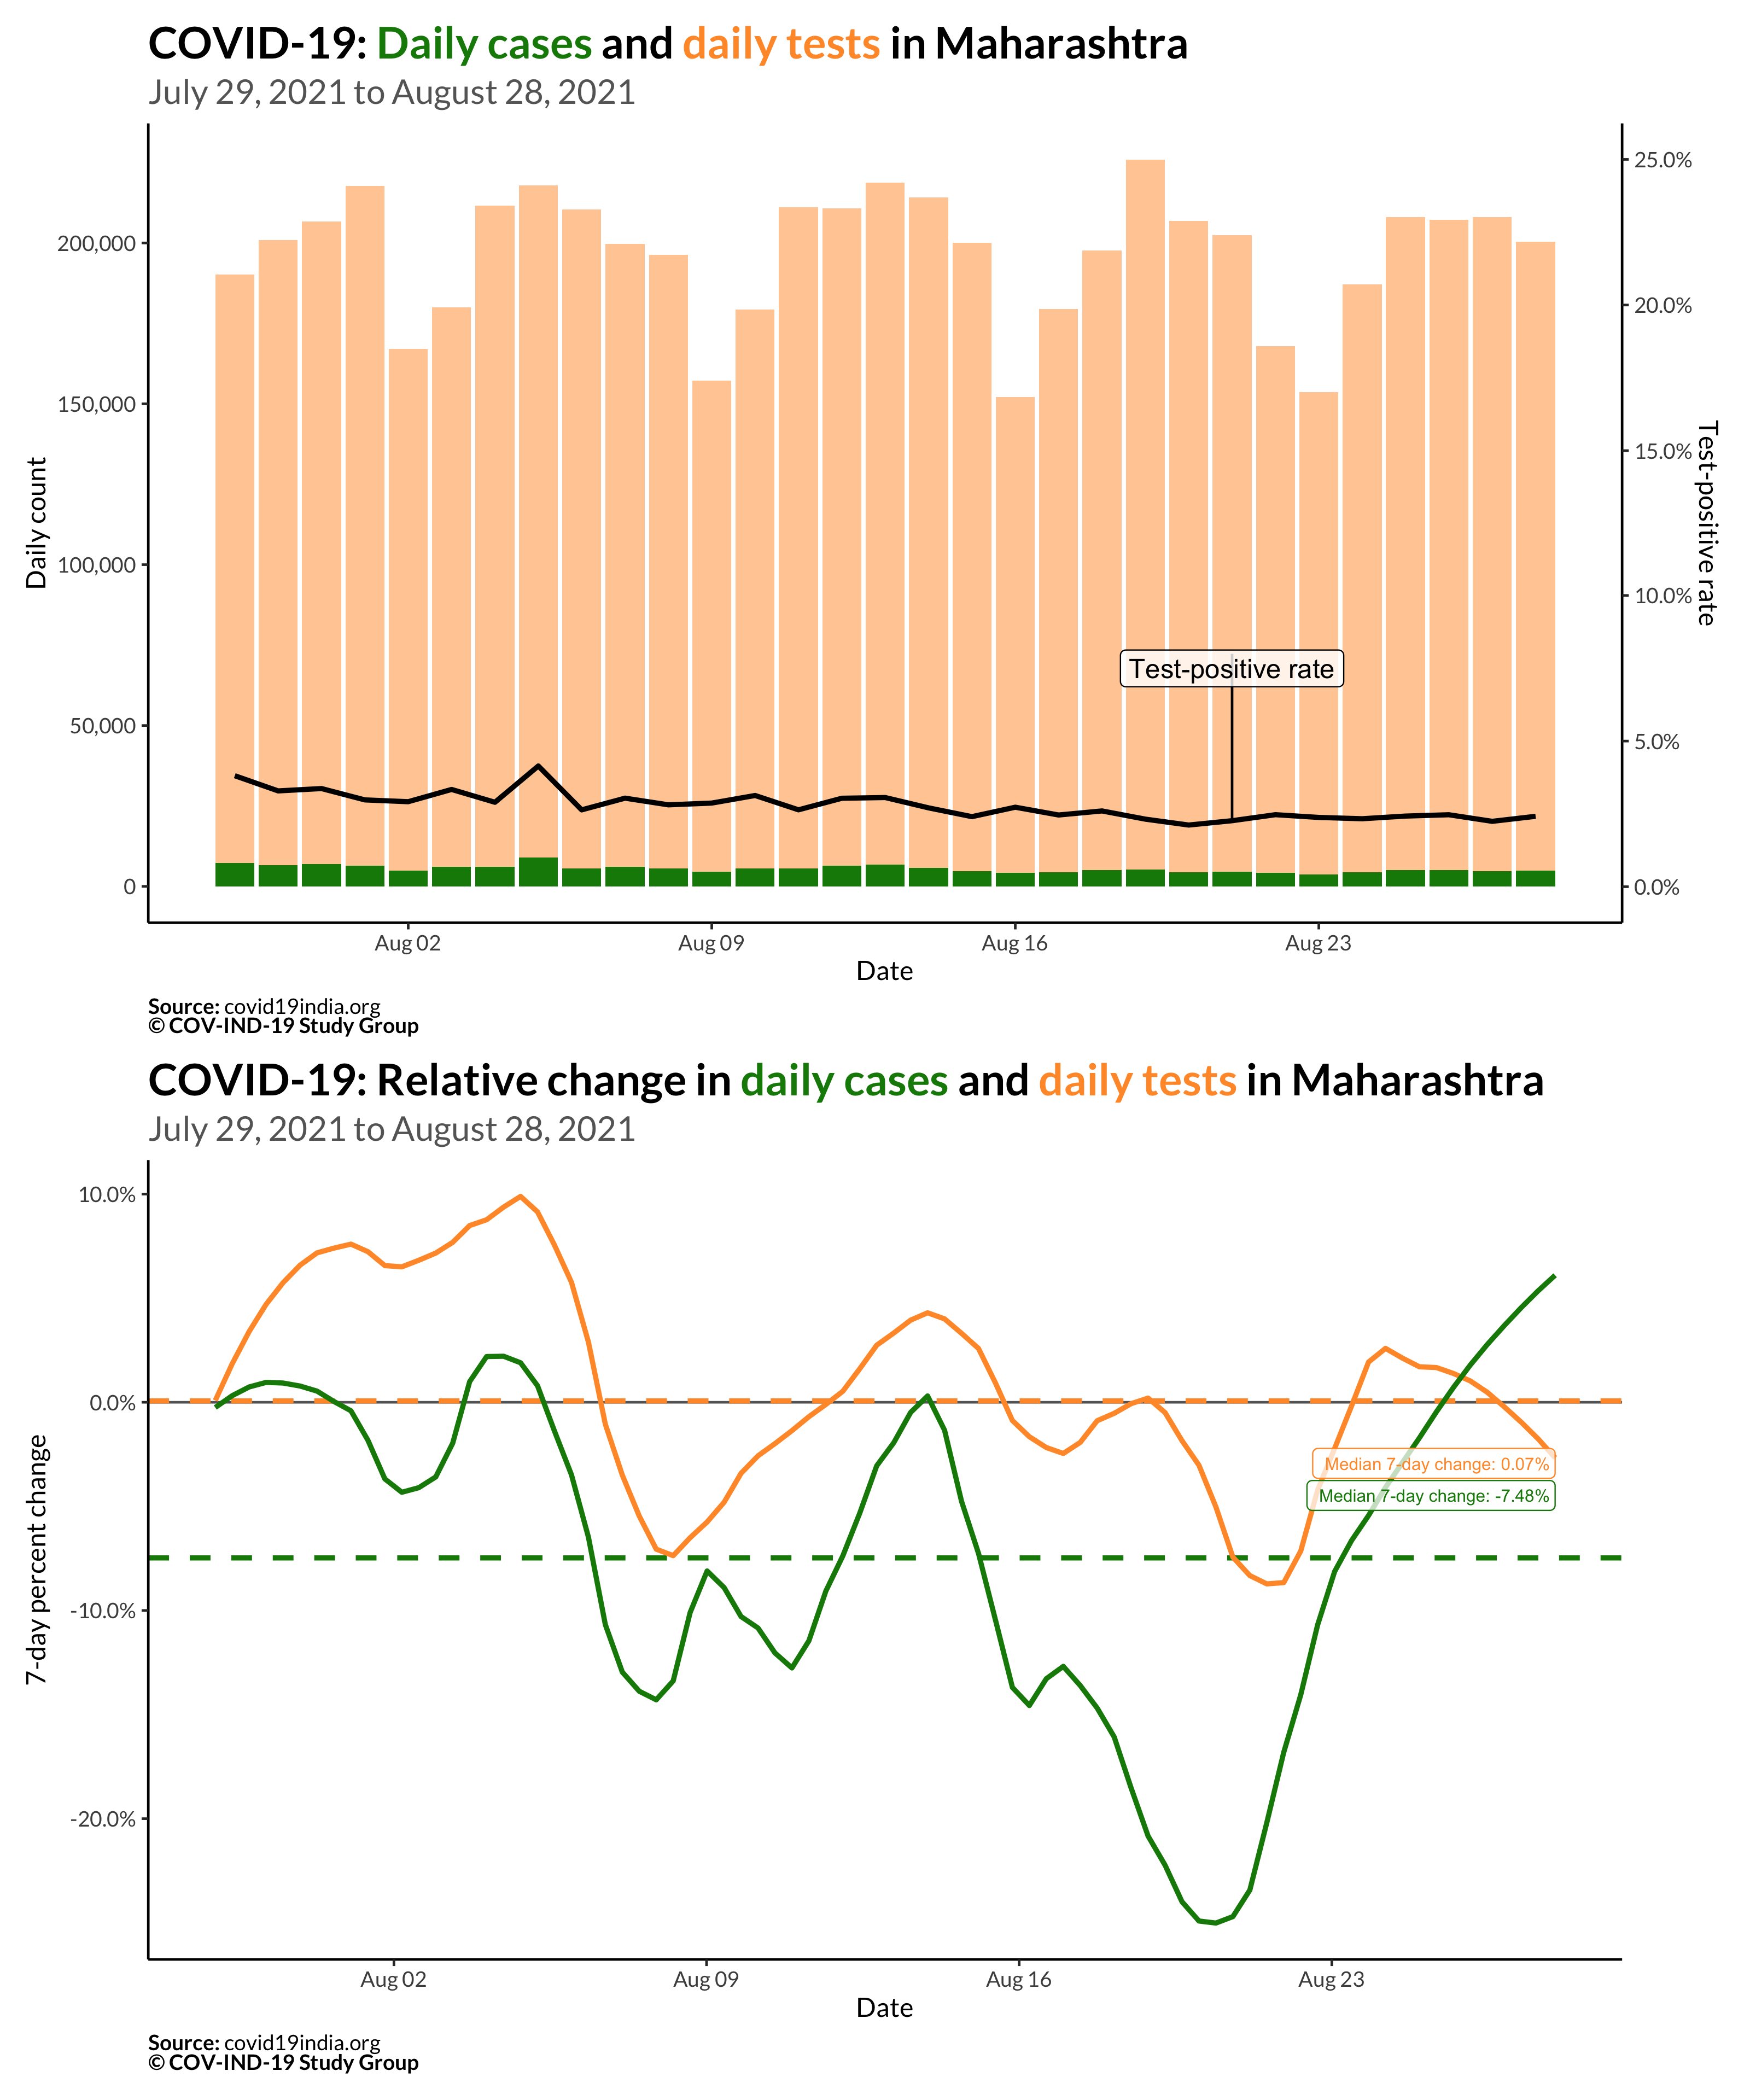 COVID-19: Daily cases and daily tests in Maharashtra
July 29, 2021 to August 28, 2021
200,000
150,000
100,000
50,000
0
Daily count
25.0%
20.0%
15.0%
10.0%
5.0%
0.0%
Test-positive rate
Test-positive rate
Aug 02
Aug 09
Aug 16
Aug 23
Date
Source: covid19india.org
© COV-IND-19 Study Group
COVID-19: Relative change in daily cases and daily tests in Maharashtra
July 29, 2021 to August 28, 2021
10.0%
0.0%
-10.0%
-20.0%
7-day percent change
Median 7-day change: 0.07%
Median 7-day change: -7.48%
Aug 02
Aug 09
Aug 16
Aug 23
Date
Source: covid19india.org
© COV-IND-19 Study Group